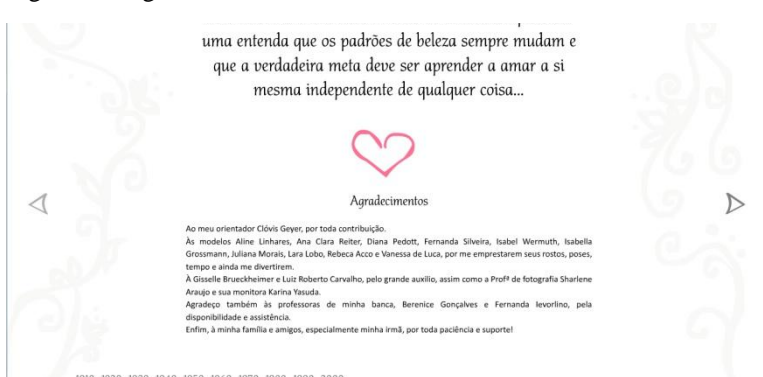 uma entenda que os padrões de beleza sempre mudam e
que a verdadeira meta deve ser aprender a amar a si
mesma independente de qualquer coisa...
Agradecimentos
Ao meu orientador Clóvis Geyer, por toda contribuição.
Às modelos Aline Linhares, Ana Clara Reiter, Diana Pedott, Fernanda Silveira, Isabel Wermuth, Isabella
Grossmann, Juliana Morais, Lara Lobo, Rebeca Acco e Vanessa de Luca, por me emprestarem seus rostos, poses,
tempo e ainda me divertirem.
À Gisselle Brueckheimer e Luiz Roberto Carvalho, pelo grande auxílio, assim como a Profª de fotografia Sharlene
Araujo e sua monitora Karina Yasuda.
Agradeço também às professoras de minha banca, Berenice Gonçalves e Fernanda Ievorlino, pela
disponibilidade e assistência.
Enfim, à minha família e amigos, especialmente minha irmã, por toda paciência e suporte!